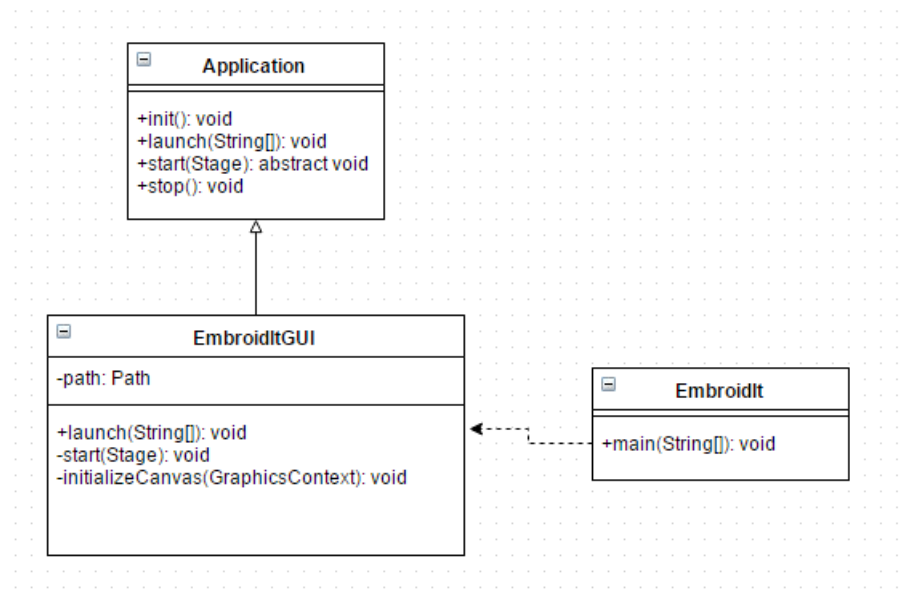 Application
+init(): void
+launch(String[]): void
+start(Stage): abstract void
+stop(): void
EmbroidItGUI
-path: Path
+launch(String[]): void
-start(Stage): void
-initializeCanvas(GraphicsContext): void
EmbroidIt
+main(String[]): void